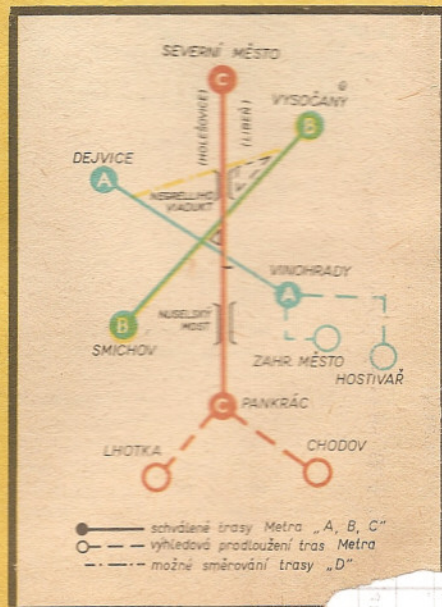 SEVERNÍ MĚSTO
C
G
VYSOČANY
B
(HOLEŠOVICE)
(LIBEŇ)
DEJVICE
A
NEGRELLIHO
VIADUKT
VINOHRADY
A
NUSELSKÝ
MOST
B
SMICHOV
ZAHR. MĚSTO
HOSTIVAŘ
C
PANKRÁC
LHOTKA
CHODOV
schválené trasy Metra „A, B, C"
výhledová prodloužení tras Metra
možné směrování trasy „D"